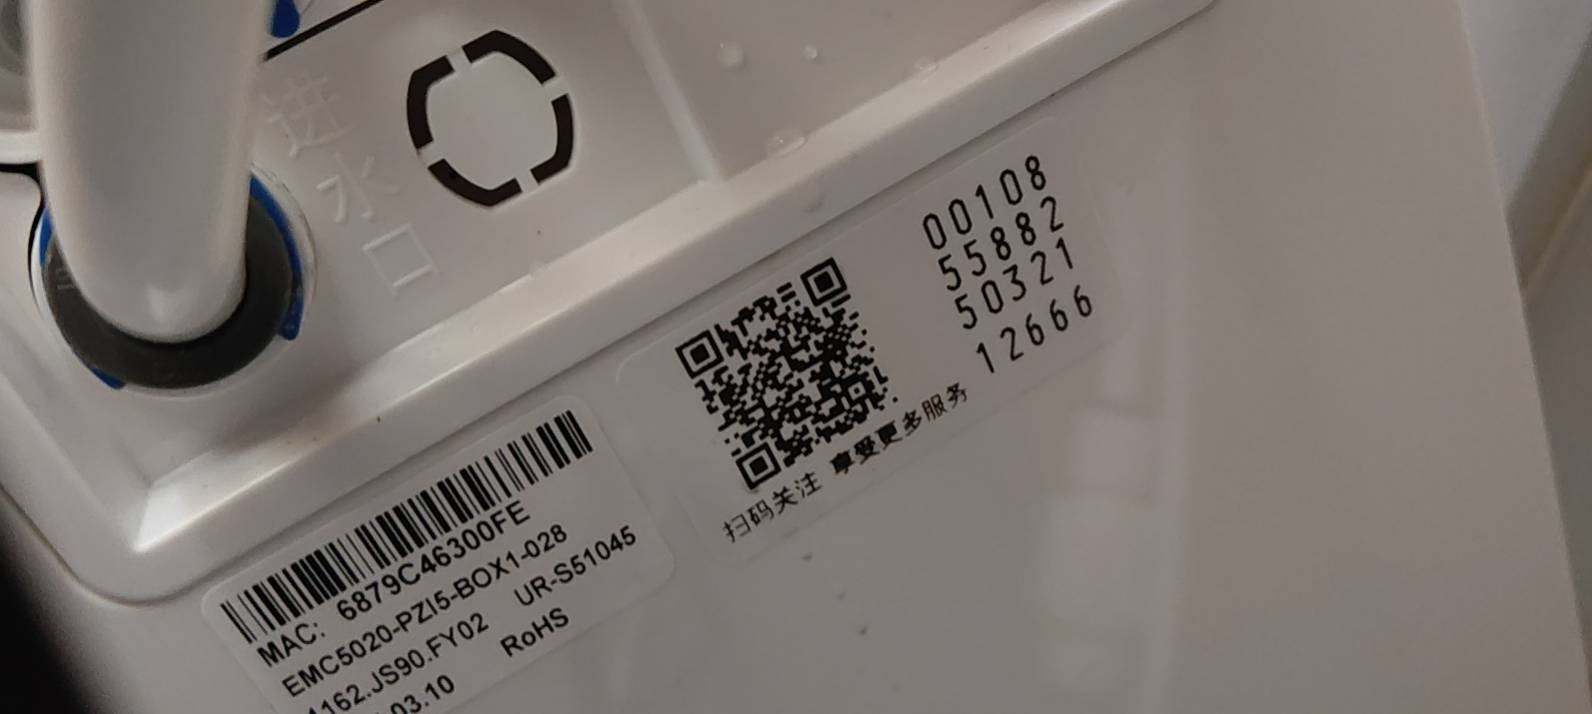 进水口
00108
55882
50321
12666
扫码关注 享受更多服务
MAC: 6879C46300FE
EMC5020-PZI5-BOX1-028
1162.JS90.FY02 UR-S51045
03.10 RoHS